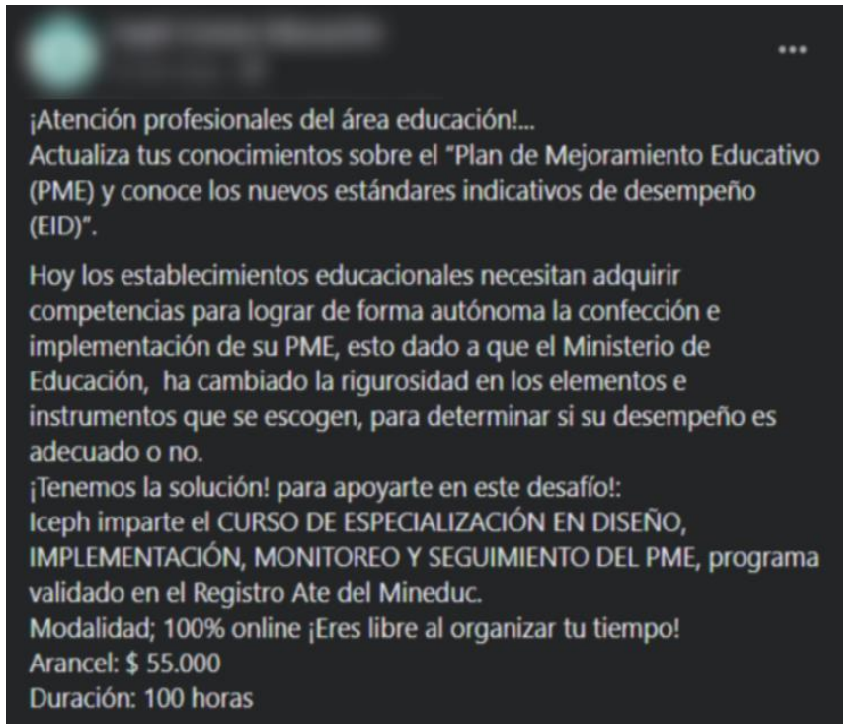 ¡Atención profesionales del área educación!...
Actualiza tus conocimientos sobre el "Plan de Mejoramiento Educativo
(PME) y conoce los nuevos estándares indicativos de desempeño
(EID)".
Hoy los establecimientos educacionales necesitan adquirir
competencias para lograr de forma autónoma la confección e
implementación de su PME, esto dado a que el Ministerio de
Educación, ha cambiado la rigurosidad en los elementos e
instrumentos que se escogen, para determinar si su desempeño es
adecuado o no.
¡Tenemos la solución! para apoyarte en este desafío!:
Iceph imparte el CURSO DE ESPECIALIZACIÓN EN DISEÑO,
IMPLEMENTACIÓN, MONITOREO Y SEGUIMIENTO DEL PME, programa
validado en el Registro Ate del Mineduc.
Modalidad; 100% online ¡Eres libre al organizar tu tiempo!
Arancel: $ 55.000
Duración: 100 horas